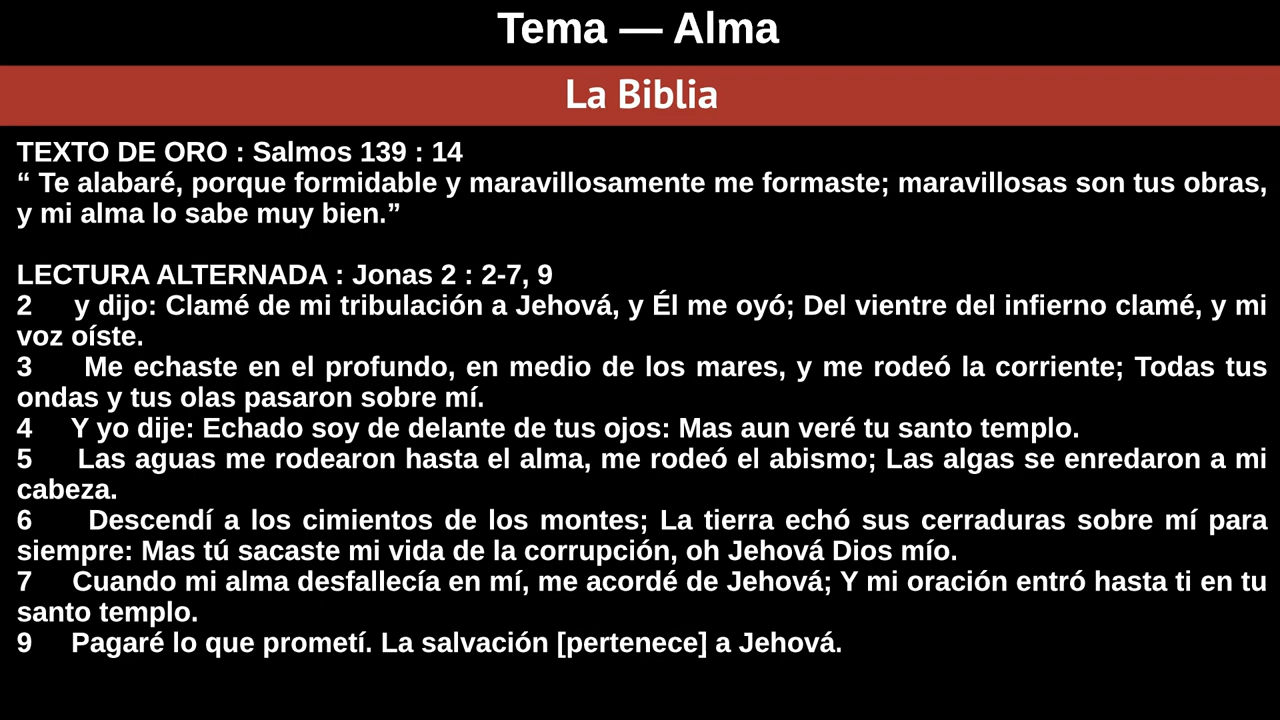 Tema — Alma
La Biblia
TEXTO DE ORO : Salmos 139 : 14
“ Te alabaré, porque formidable y maravillosamente me formaste; maravillosas son tus obras,
y mi alma lo sabe muy bien.”
LECTURA ALTERNADA : Jonas 2 : 2-7, 9
2 y dijo: Clamé de mi tribulación a Jehová, y Él me oyó; Del vientre del infierno clamé, y mi
voz oíste.
3 Me echaste en el profundo, en medio de los mares, y me rodeó la corriente; Todas tus
ondas y tus olas pasaron sobre mí.
4 Y yo dije: Echado soy de delante de tus ojos: Mas aun veré tu santo templo.
5 Las aguas me rodearon hasta el alma, me rodeó el abismo; Las algas se enredaron a mi
cabeza.
6 Descendí a los cimientos de los montes; La tierra echó sus cerraduras sobre mí para
siempre: Mas tú sacaste mi vida de la corrupción, oh Jehová Dios mío.
7 Cuando mi alma desfallecía en mí, me acordé de Jehová; Y mi oración entró hasta ti en tu
santo templo.
9 Pagaré lo que prometí. La salvación [pertenece] a Jehová.